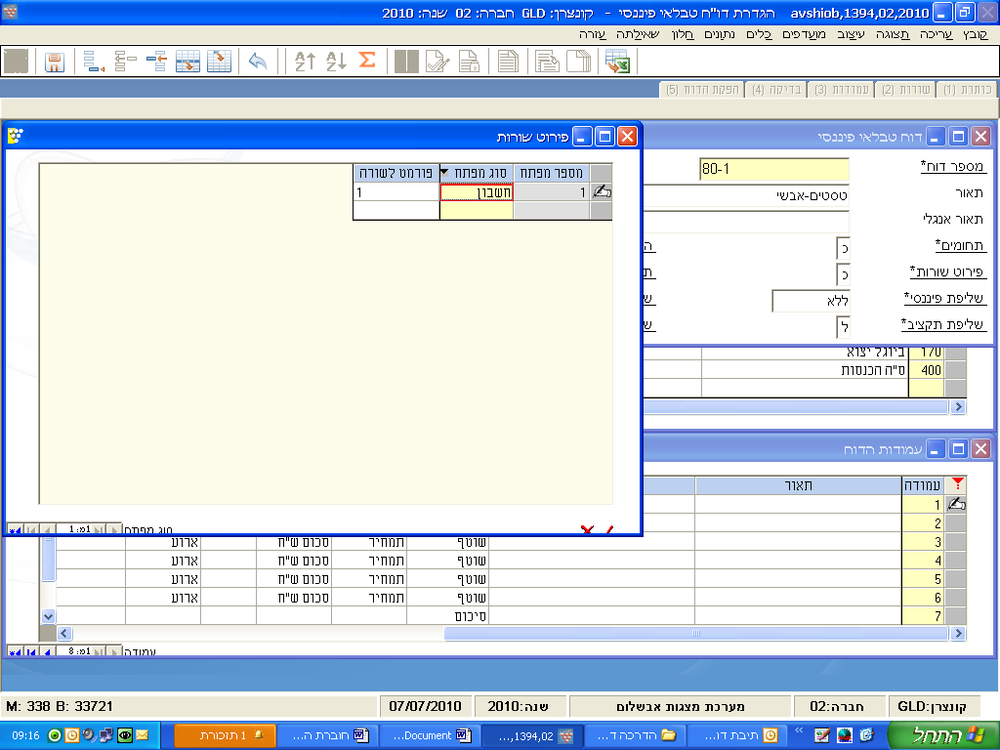 avshiob,1394,02,2010 הגדרת דו"ח טבלאי פיננסי - קונצרן: GLD חברה: 02 שנה: 2010
קובץ עריכה תצוגה עיצוב מועדפים כלים נתונים חלון שאילתה עזרה
כותרת (1) שורות (2) עמודות (3) בדיקה (4) הפקת הדוח (5)
דוח טבלאי פיננסי
מספר דוח* 80-1
תאור טסטים-אבשי
תאור אנגלי
תחומים* כ
פירוט שורות* כ
שליפת פיננסי* ללא
שליפת תקציב* ל
170 ביוגל יצוא
400 ס"ה הכנסות
פירוט שורות
מספר מפתח סוג מפתח פורמט לשורה
1 חשבון 1
סוג מפתח 1מ: 1
עמודות הדוח
עמודה תאור
1
2
3 שוטף תמחיר סכום ש"ח ארוע
4 שוטף תמחיר סכום ש"ח ארוע
5 שוטף תמחיר סכום ש"ח ארוע
6 שוטף תמחיר סכום ש"ח ארוע
7 סיכום
עמודה 1מ: 8
קונצרן:GLD חברה:02 מערכת מצגות אבשלום שנה:2010 07/07/2010 M: 338 B: 33721
התחל תיבת דו... הדרכה ד... 1394,02,... Document... חוברת ה... 1 תזכורת 09:16